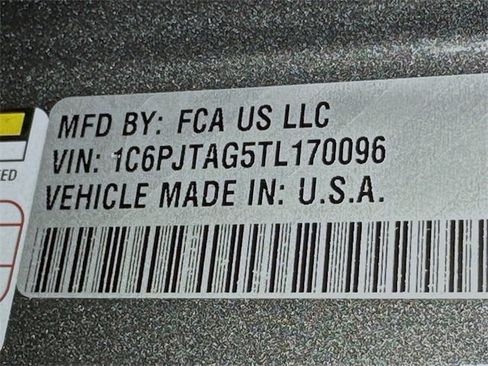 MFD BY: FCA US LLC
VIN: 1C6PJTAG5TL170096
VEHICLE MADE IN: U.S.A.